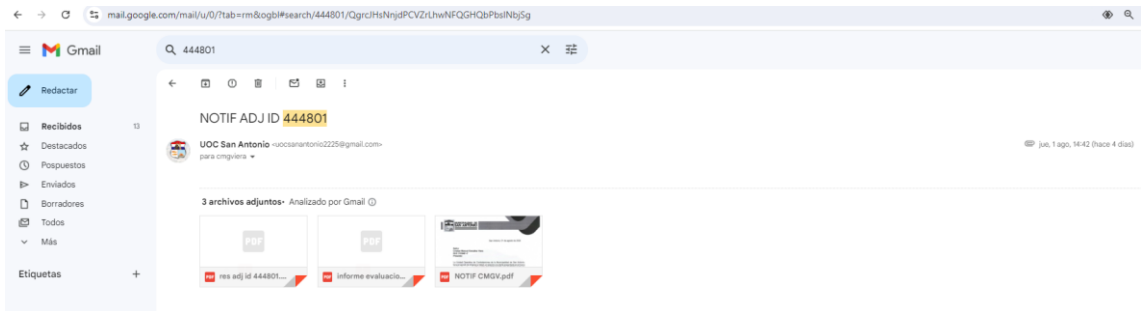 mail.google.com/mail/u/0/?tab=rm&ogbl#search/444801/QgrcJHsNnjdPCVZrLhwNFQGHQbPbslNbjSg
Gmail
444801
Redactar
NOTIF ADJ ID 444801
Recibidos 13
UOC San Antonio <uocsanantonio2225@gmail.com>
jue, 1 ago, 14:42 (hace 4 días)
Destacados
para cmgviera
Pospuestos
Enviados
Borradores
3 archivos adjuntos• Analizado por Gmail
Todos
PDF
PDF
Más
Etiquetas
PDF res adj id 444801....
PDF informe evaluacio...
PDF NOTIF CMGV.pdf